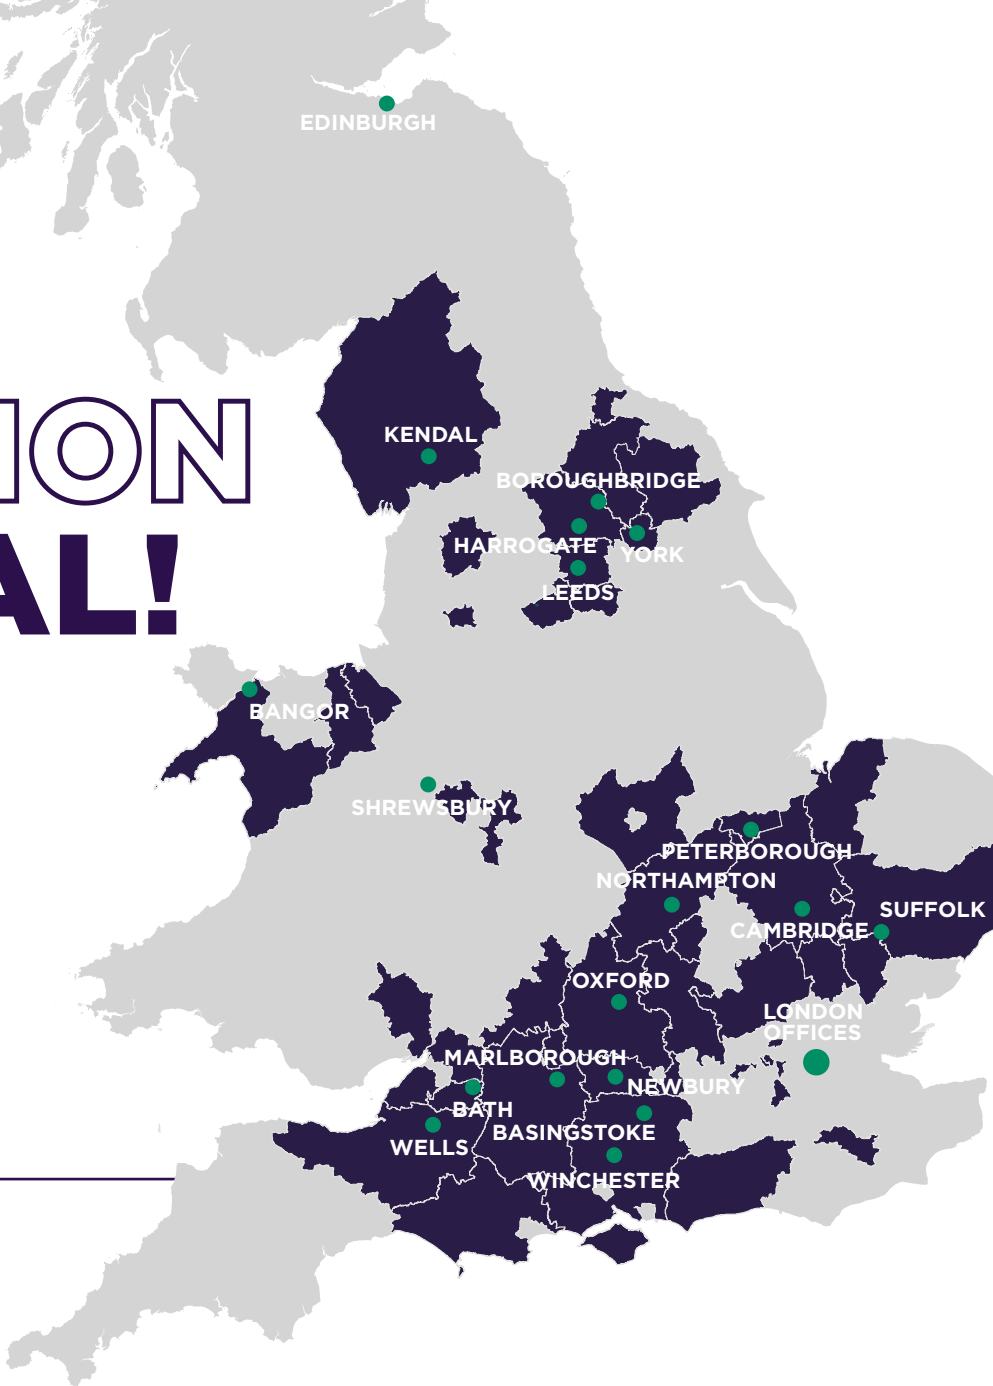 EDINBURGH
ION
KENDAL
BOROUGHBRIDGE
HARROGATE
YORK
AL!
LEEDS
BANGOR
SHREWSBURY
PETERBOROUGH
NORTHAMPTON
SUFFOLK
CAMBRIDGE
OXFORD
LONDON
OFFICES
MARLBOROUGH
NEWBURY
BATH
BASINGSTOKE
WELLS
WINCHESTER